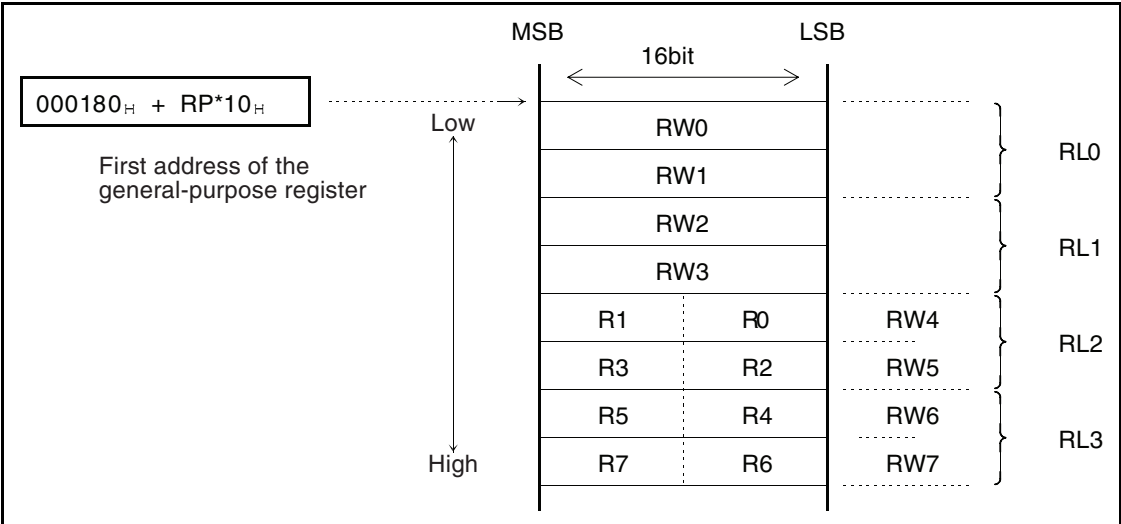 MSB LSB
16bit
000180H + RP*10H
Low
RW0
First address of the
general-purpose register
RL0
RW1
RW2
RL1
RW3
R1 R0 RW4
RL2
R3 R2 RW5
R5 R4 RW6
RL3
High
R7 R6 RW7